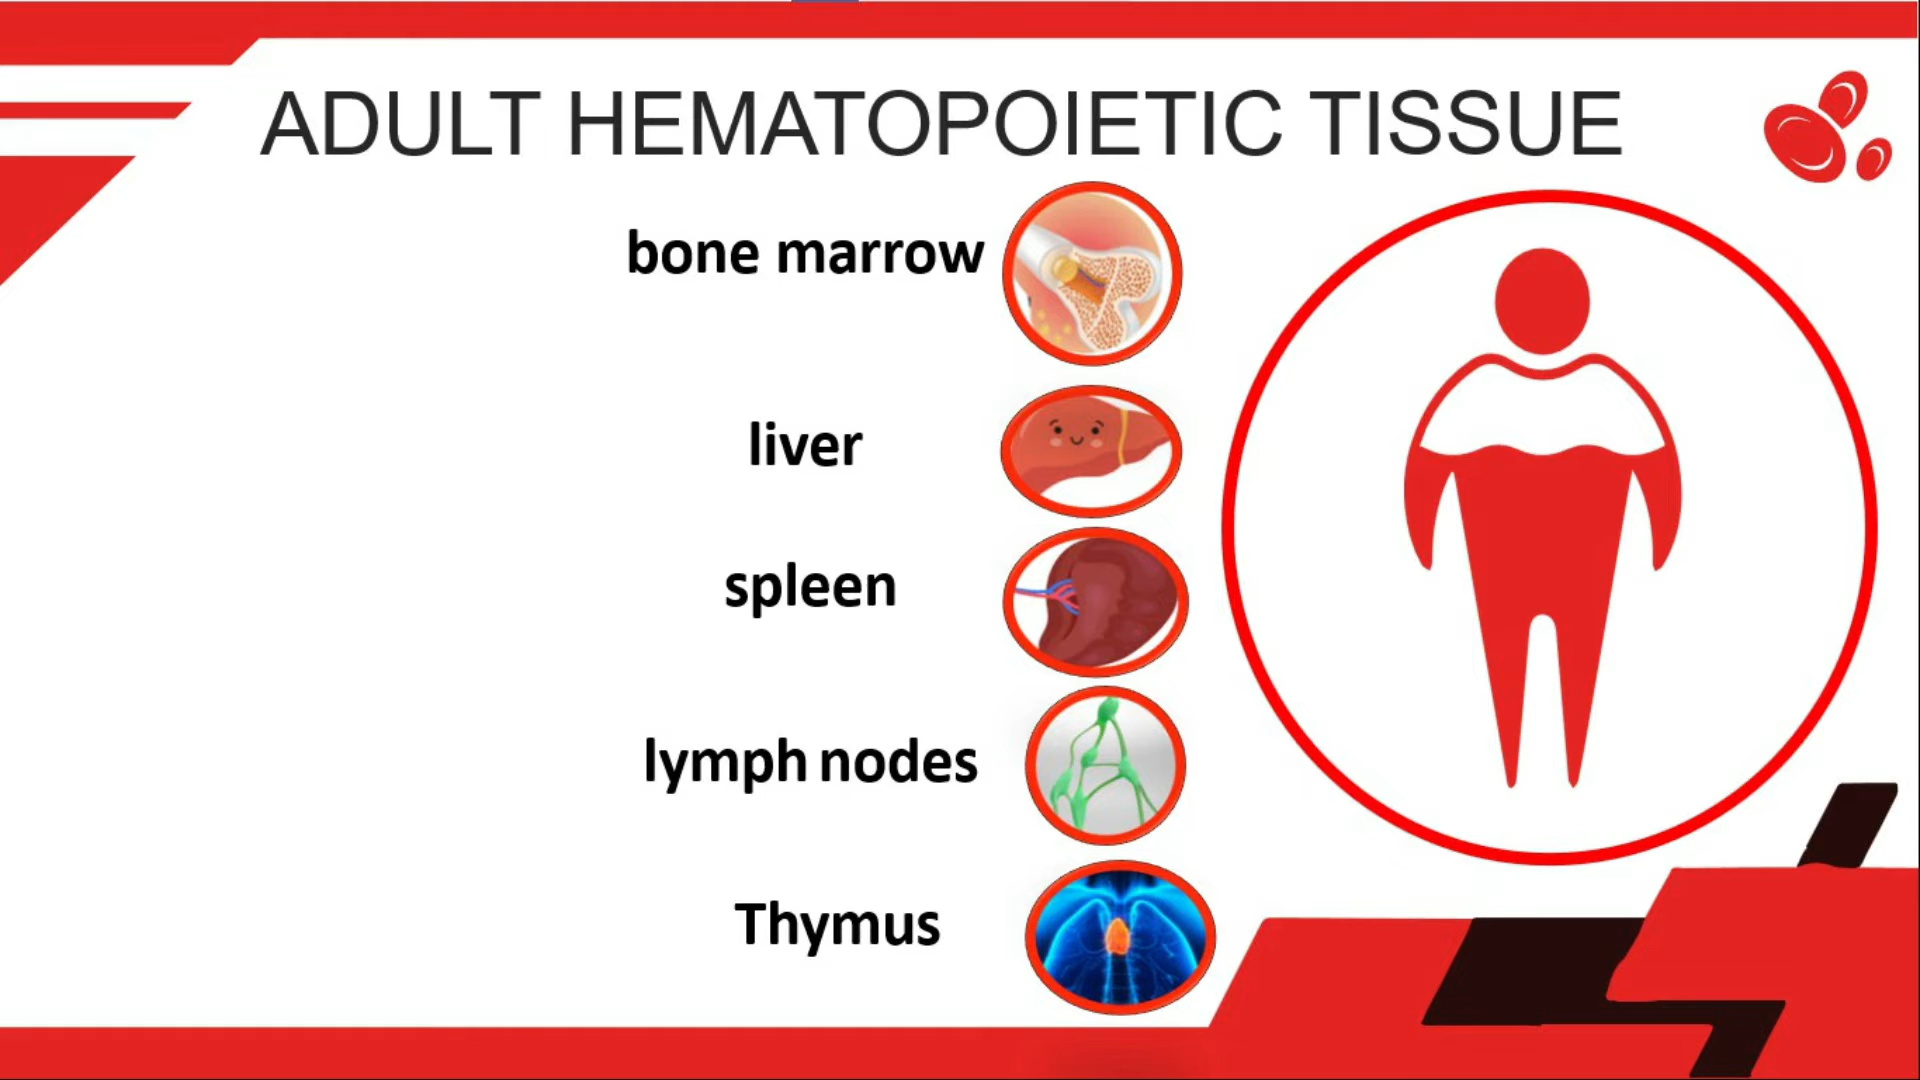 ADULT HEMATOPOIETIC TISSUE
bone marrow
liver
spleen
lymph nodes
Thymus